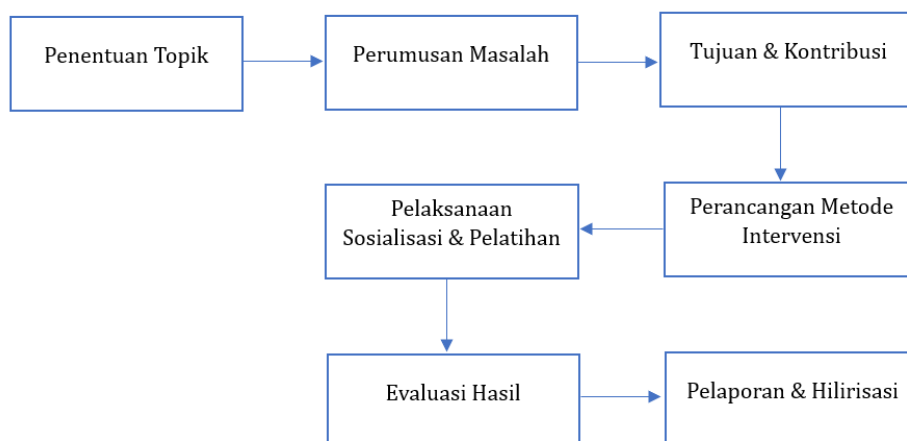 Penentuan Topik
Perumusan Masalah
Tujuan & Kontribusi
Perancangan Metode
Intervensi
Pelaksanaan
Sosialisasi & Pelatihan
Evaluasi Hasil
Pelaporan & Hilirisasi